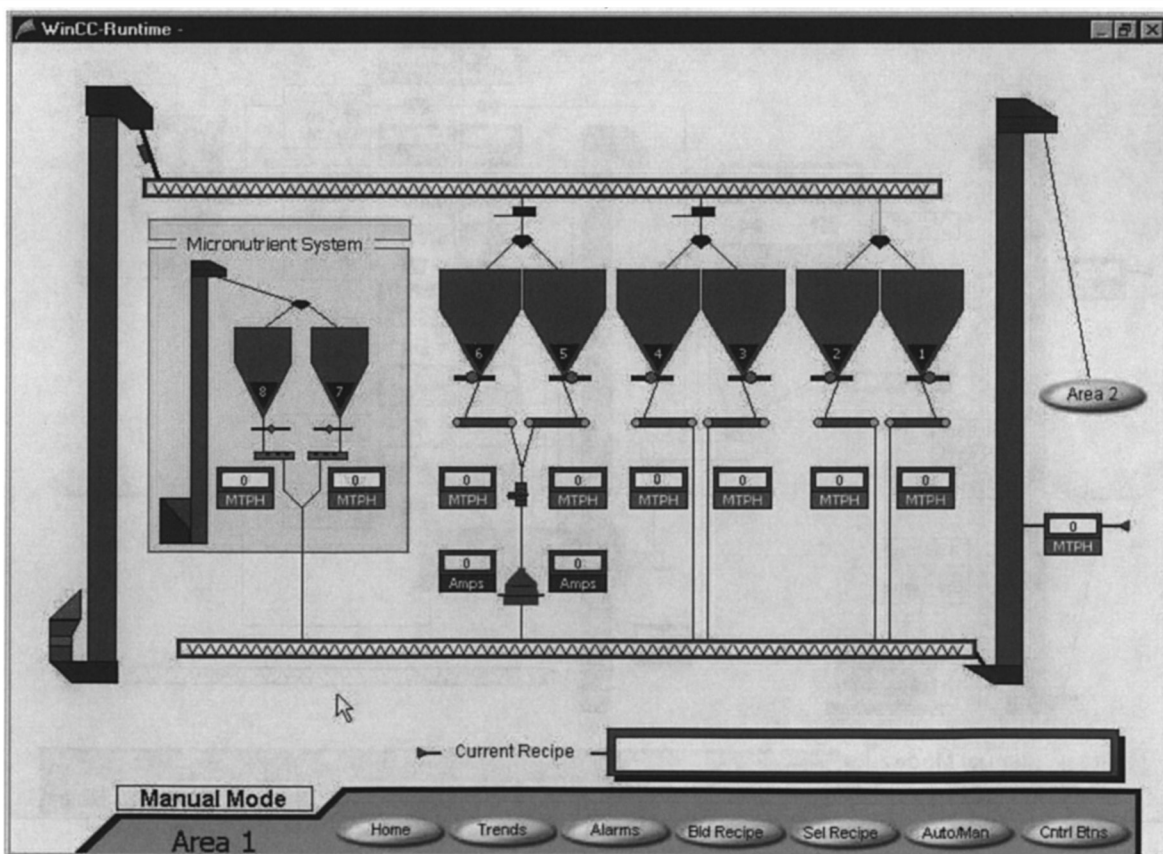 WinCC-Runtime -
Micronutrient System
6 5 4 3 2 1
8 7
Area 2
0 0 0 0 0 0 0 0
MTPH MTPH MTPH MTPH MTPH MTPH MTPH MTPH
0
MTPH
0 0
Amps Amps
Current Recipe
Manual Mode
Area 1
Home Trends Alarms Bld Recipe Sel Recipe Auto/Man Cntrl Btns